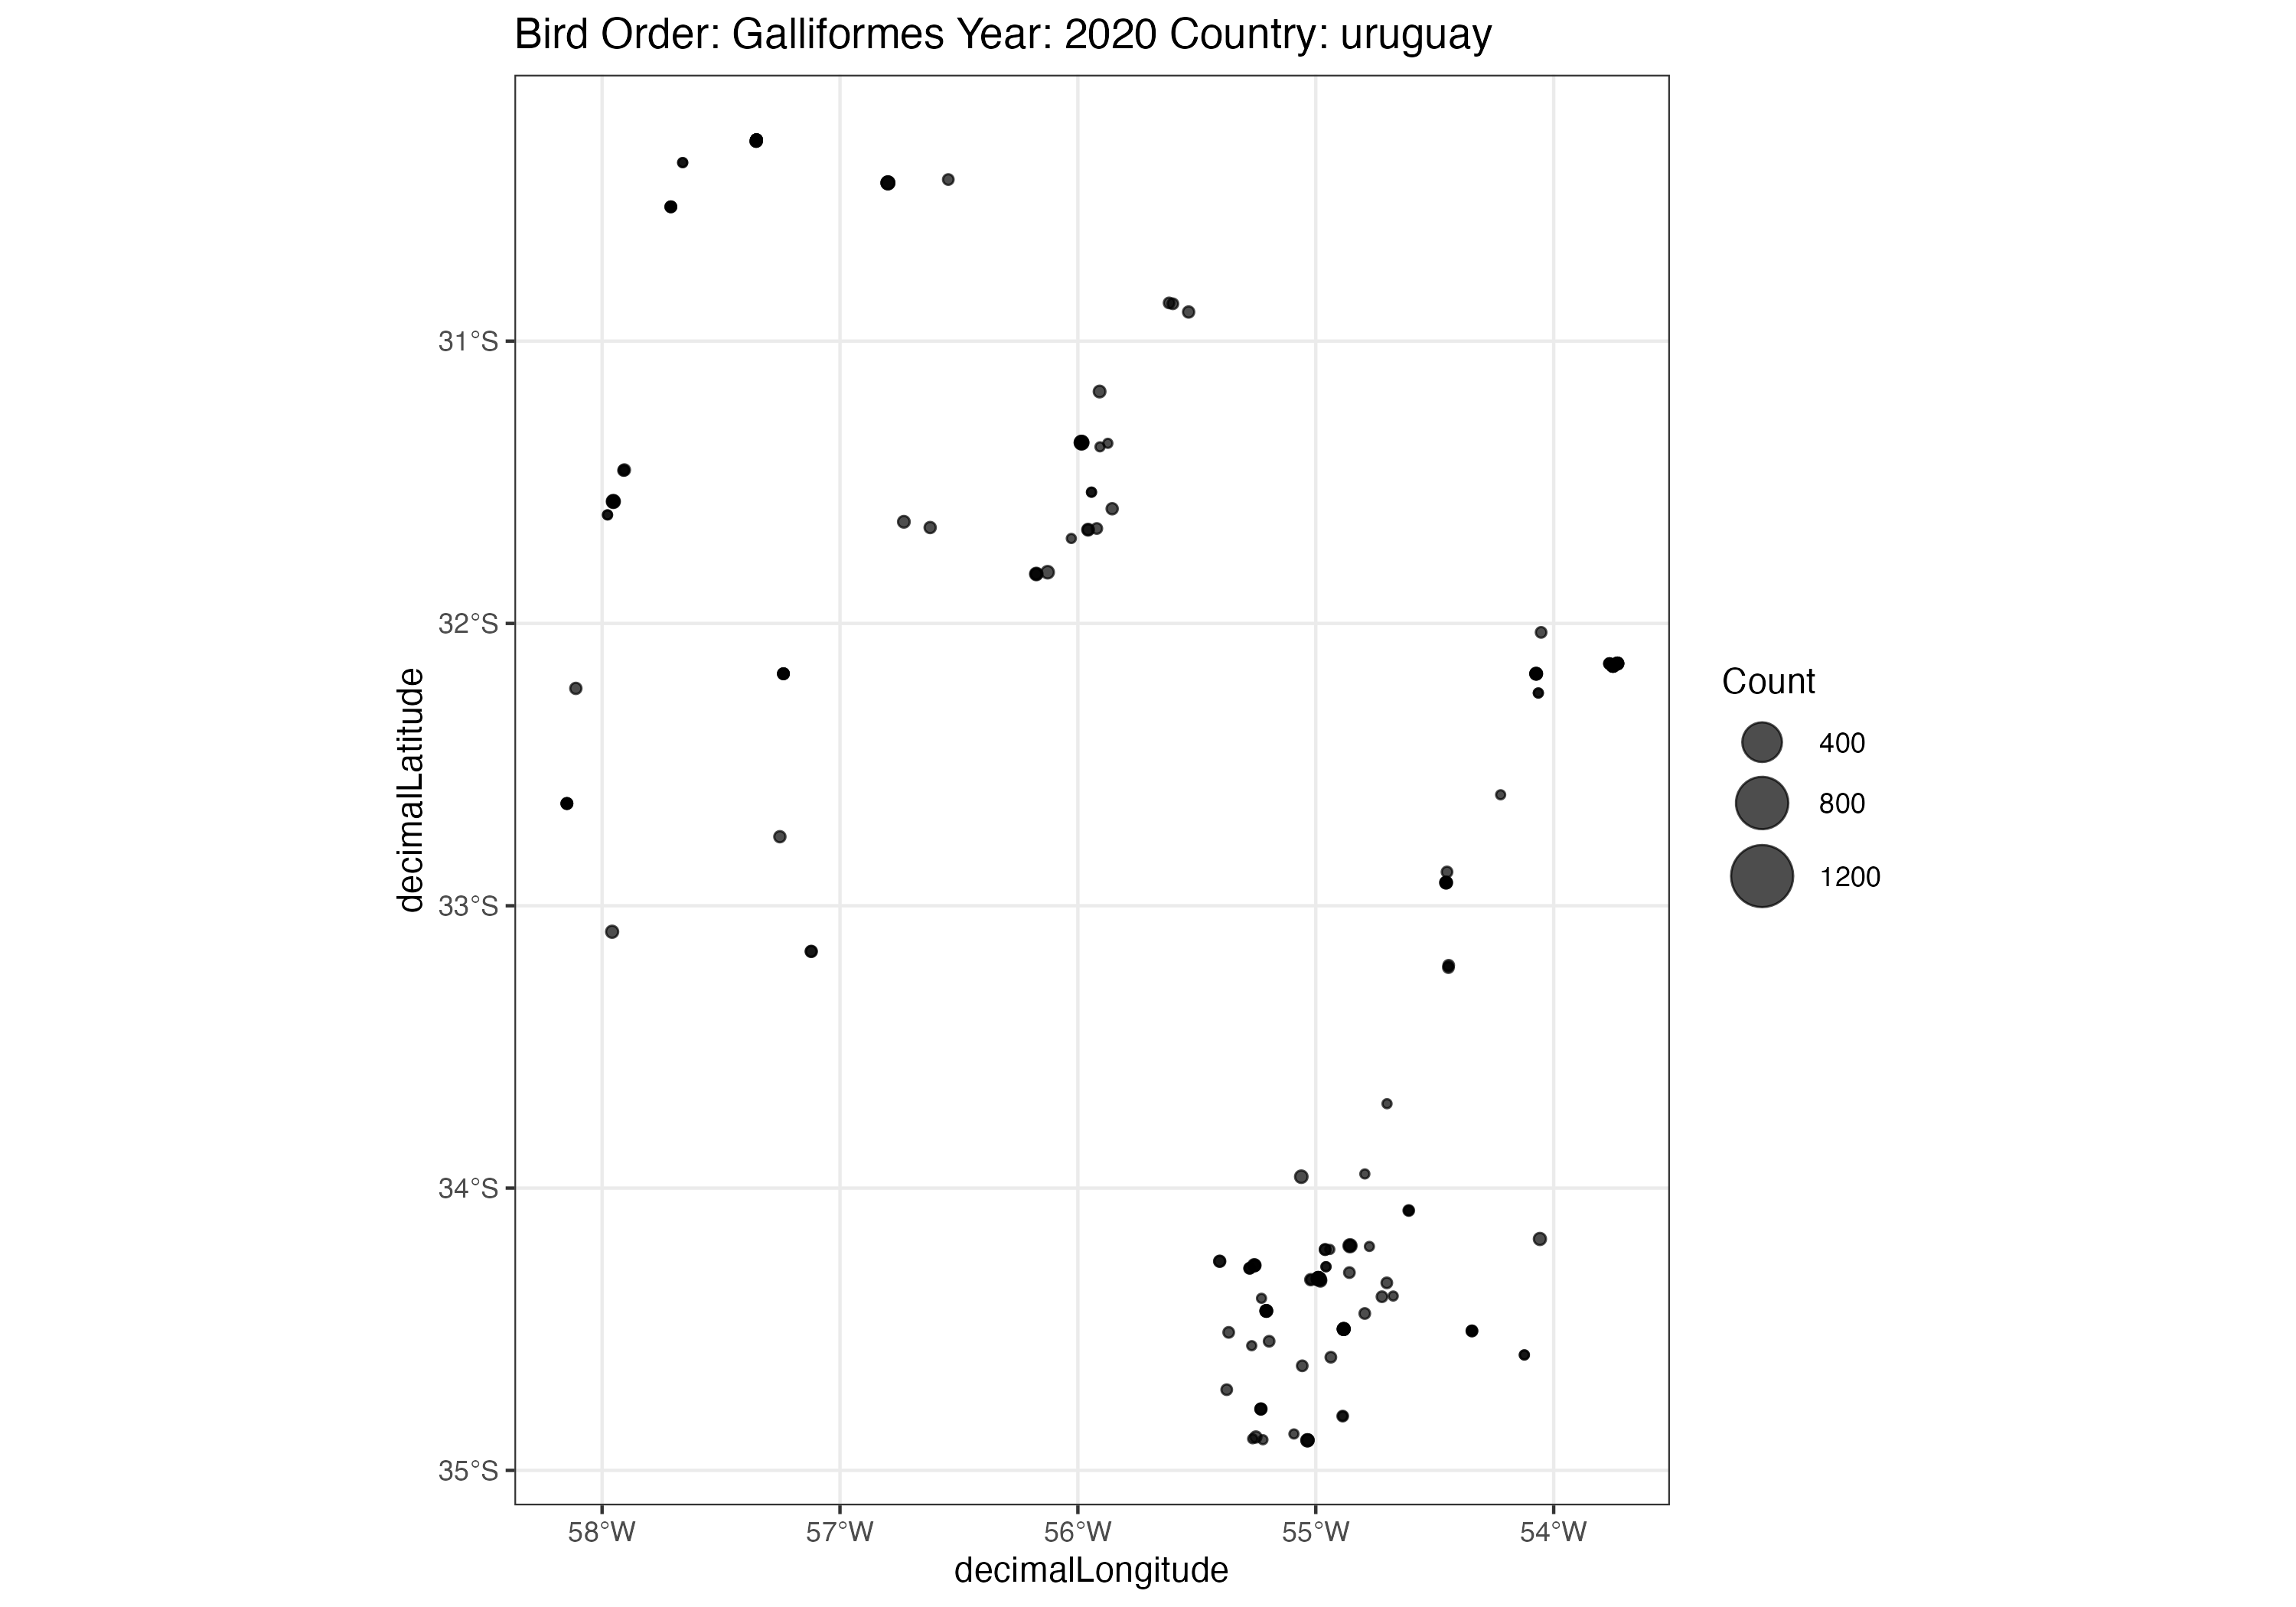 Bird Order: Galliformes Year: 2020 Country: uruguay
31°S
32°S
33°S
34°S
35°S
decimalLatitude
58°W 57°W 56°W 55°W 54°W
decimalLongitude
Count
400
800
1200